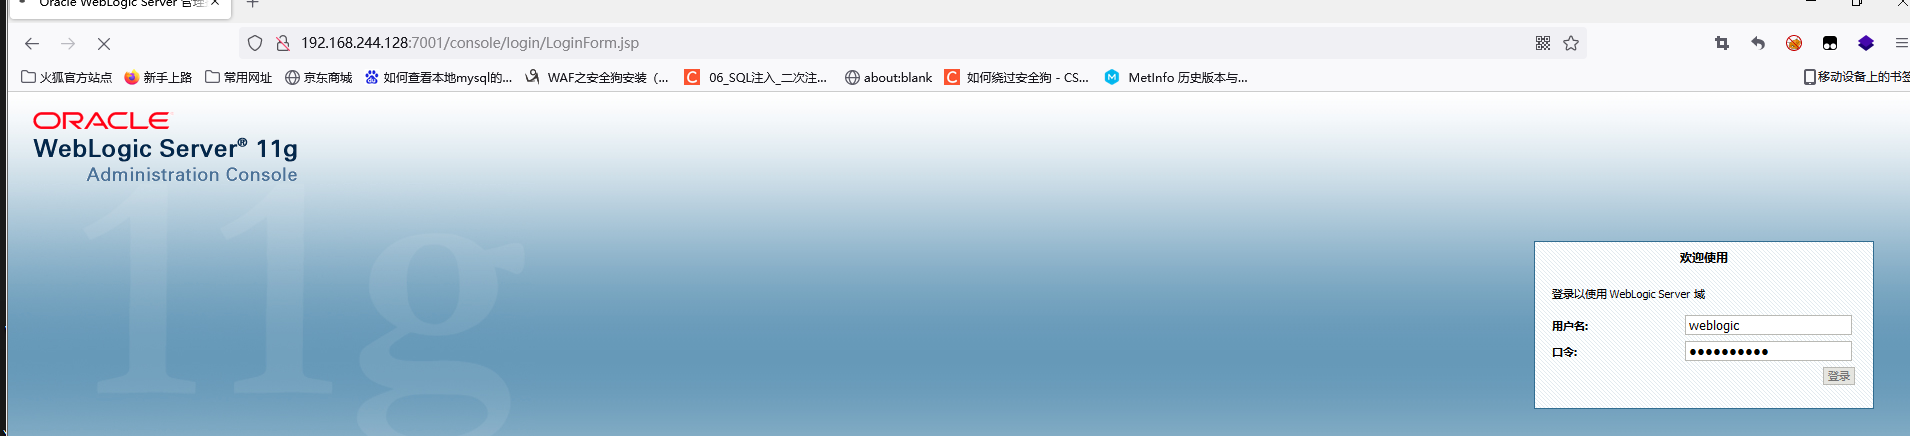 Oracle WebLogic Server 管理
192.168.244.128:7001/console/login/LoginForm.jsp
火狐官方站点 新手上路 常用网址 京东商城 如何查看本地mysql的... WAF之安全狗安装（... 06_SQL注入_二次注... about:blank 如何绕过安全狗 - CS... MetInfo 历史版本与... 移动设备上的书签
ORACLE
WebLogic Server® 11g
Administration Console
11g
欢迎使用
登录以使用 WebLogic Server 域
用户名: weblogic
口令: ●●●●●●●●●●
登录